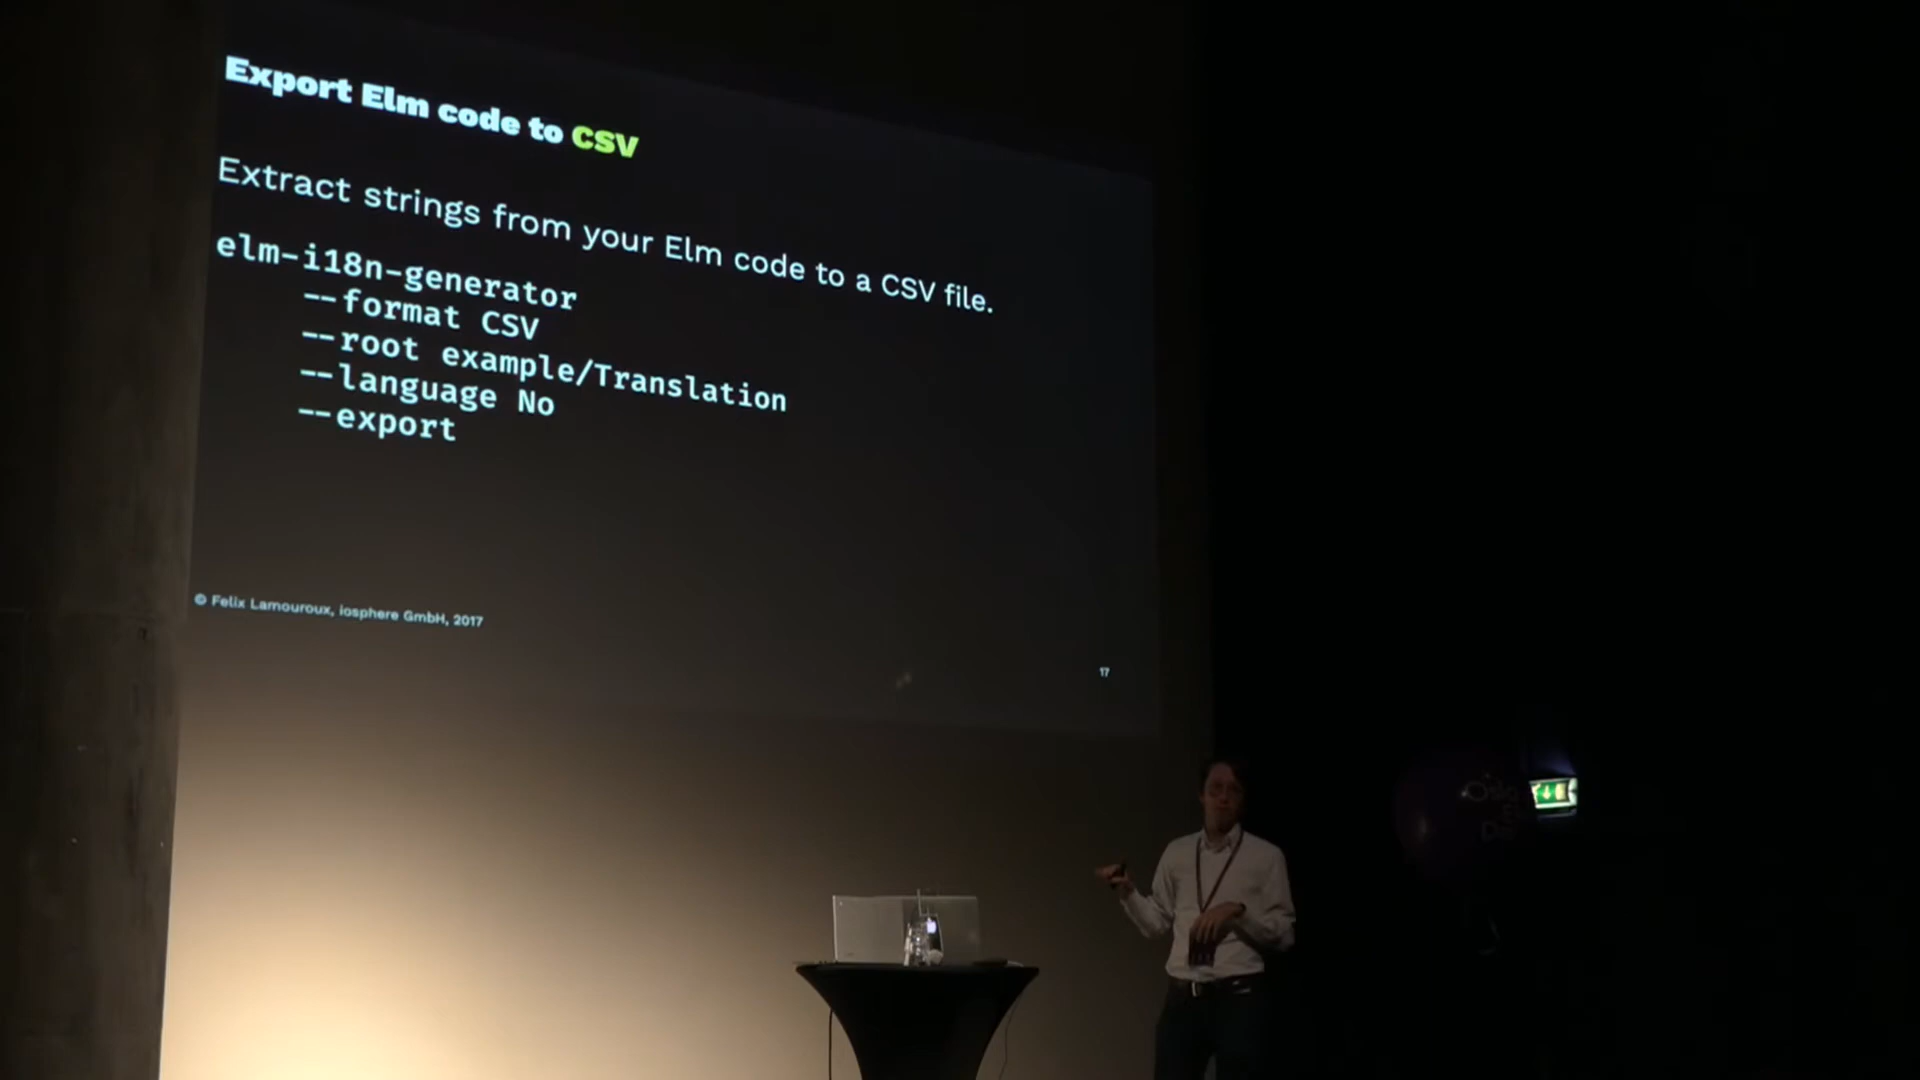 Export Elm code to CSV
Extract strings from your Elm code to a CSV file.
elm-i18n-generator
--format CSV
--root example/Translation
--language No
--export
© Felix Lamouroux, iosphere GmbH, 2017
17
Oslo